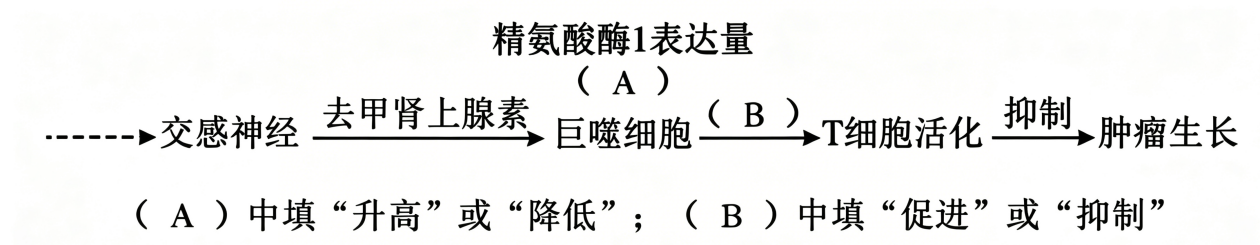 精氨酸酶1表达量
（ A ）
交感神经 去甲肾上腺素 巨噬细胞 （ B ） T细胞活化 抑制 肿瘤生长
（ A ）中填“升高”或“降低”；（ B ）中填“促进”或“抑制”